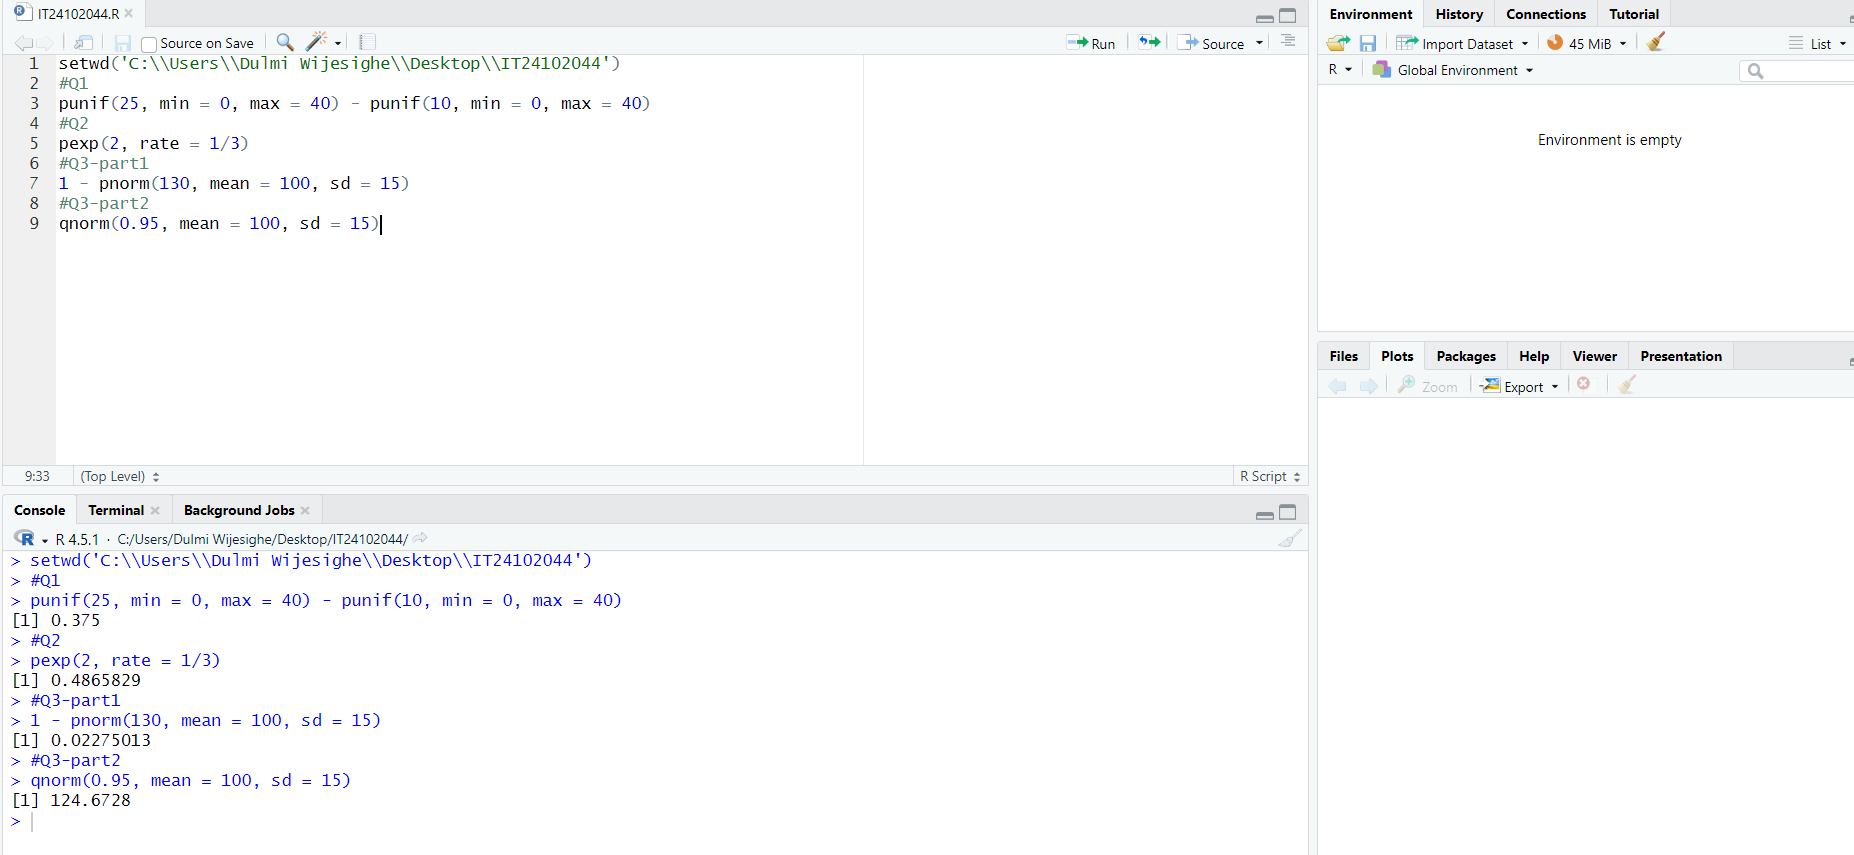 IT24102044.R
Source on Save
Run
Source
1 setwd('C:\\Users\\Dulmi Wijesighe\\Desktop\\IT24102044')
2 #Q1
3 punif(25, min = 0, max = 40) - punif(10, min = 0, max = 40)
4 #Q2
5 pexp(2, rate = 1/3)
6 #Q3-part1
7 1 - pnorm(130, mean = 100, sd = 15)
8 #Q3-part2
9 qnorm(0.95, mean = 100, sd = 15)
9:33 (Top Level) R Script
Console Terminal Background Jobs
R 4.5.1 · C:/Users/Dulmi Wijesighe/Desktop/IT24102044/
> setwd('C:\\Users\\Dulmi Wijesighe\\Desktop\\IT24102044')
> #Q1
> punif(25, min = 0, max = 40) - punif(10, min = 0, max = 40)
[1] 0.375
> #Q2
> pexp(2, rate = 1/3)
[1] 0.4865829
> #Q3-part1
> 1 - pnorm(130, mean = 100, sd = 15)
[1] 0.02275013
> #Q3-part2
> qnorm(0.95, mean = 100, sd = 15)
[1] 124.6728
>
Environment History Connections Tutorial
Import Dataset 45 MiB List
R Global Environment
Environment is empty
Files Plots Packages Help Viewer Presentation
Zoom Export